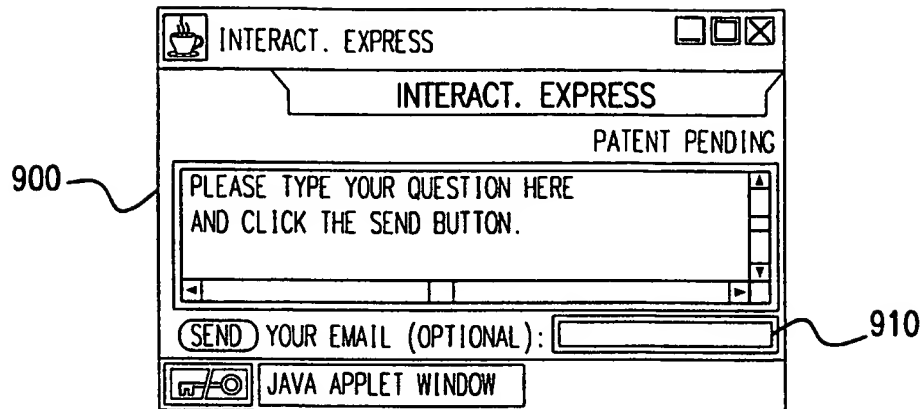 INTERACT. EXPRESS
INTERACT. EXPRESS
PATENT PENDING
900
PLEASE TYPE YOUR QUESTION HERE
AND CLICK THE SEND BUTTON.
SEND YOUR EMAIL (OPTIONAL):
910
JAVA APPLET WINDOW